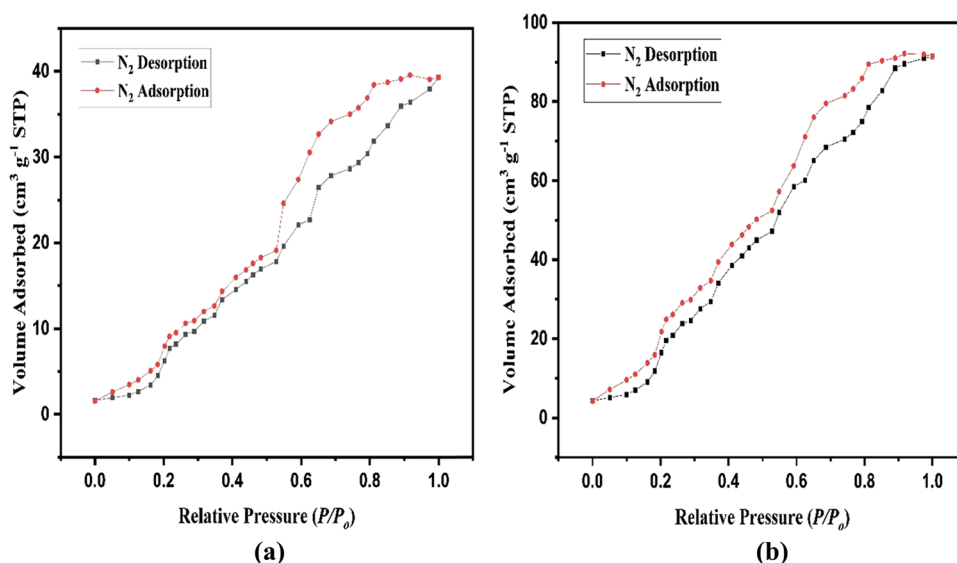 N2 Desorption
N2 Adsorption
40
30
20
10
0
Volume Adsorbed (cm³ g⁻¹ STP)
0.0 0.2 0.4 0.6 0.8 1.0
Relative Pressure (P/Po)
(a)
N2 Desorption
N2 Adsorption
100
80
60
40
20
0
Volume Adsorbed (cm³ g⁻¹ STP)
0.0 0.2 0.4 0.6 0.8 1.0
Relative Pressure (P/Po)
(b)